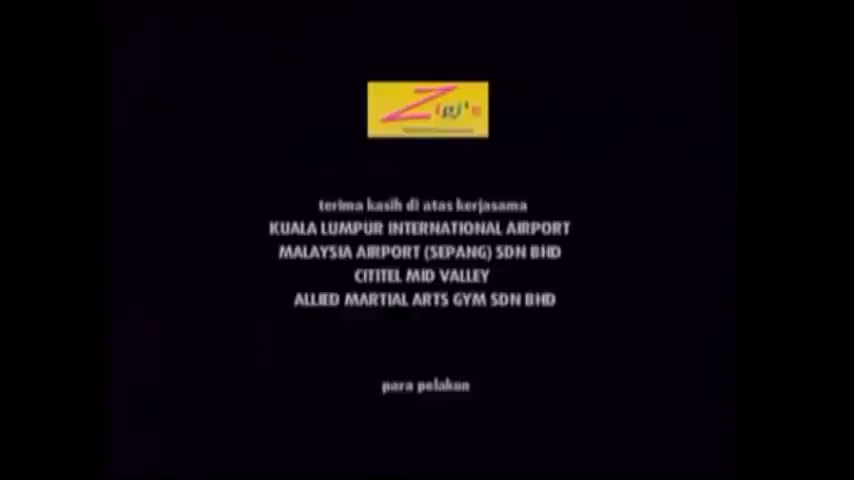 Zigj's
terima kasih di atas kerjasama
KUALA LUMPUR INTERNATIONAL AIRPORT
MALAYSIA AIRPORT (SEPANG) SDN BHD
CITITEL MID VALLEY
ALLIED MARTIAL ARTS GYM SDN BHD
para pelakon